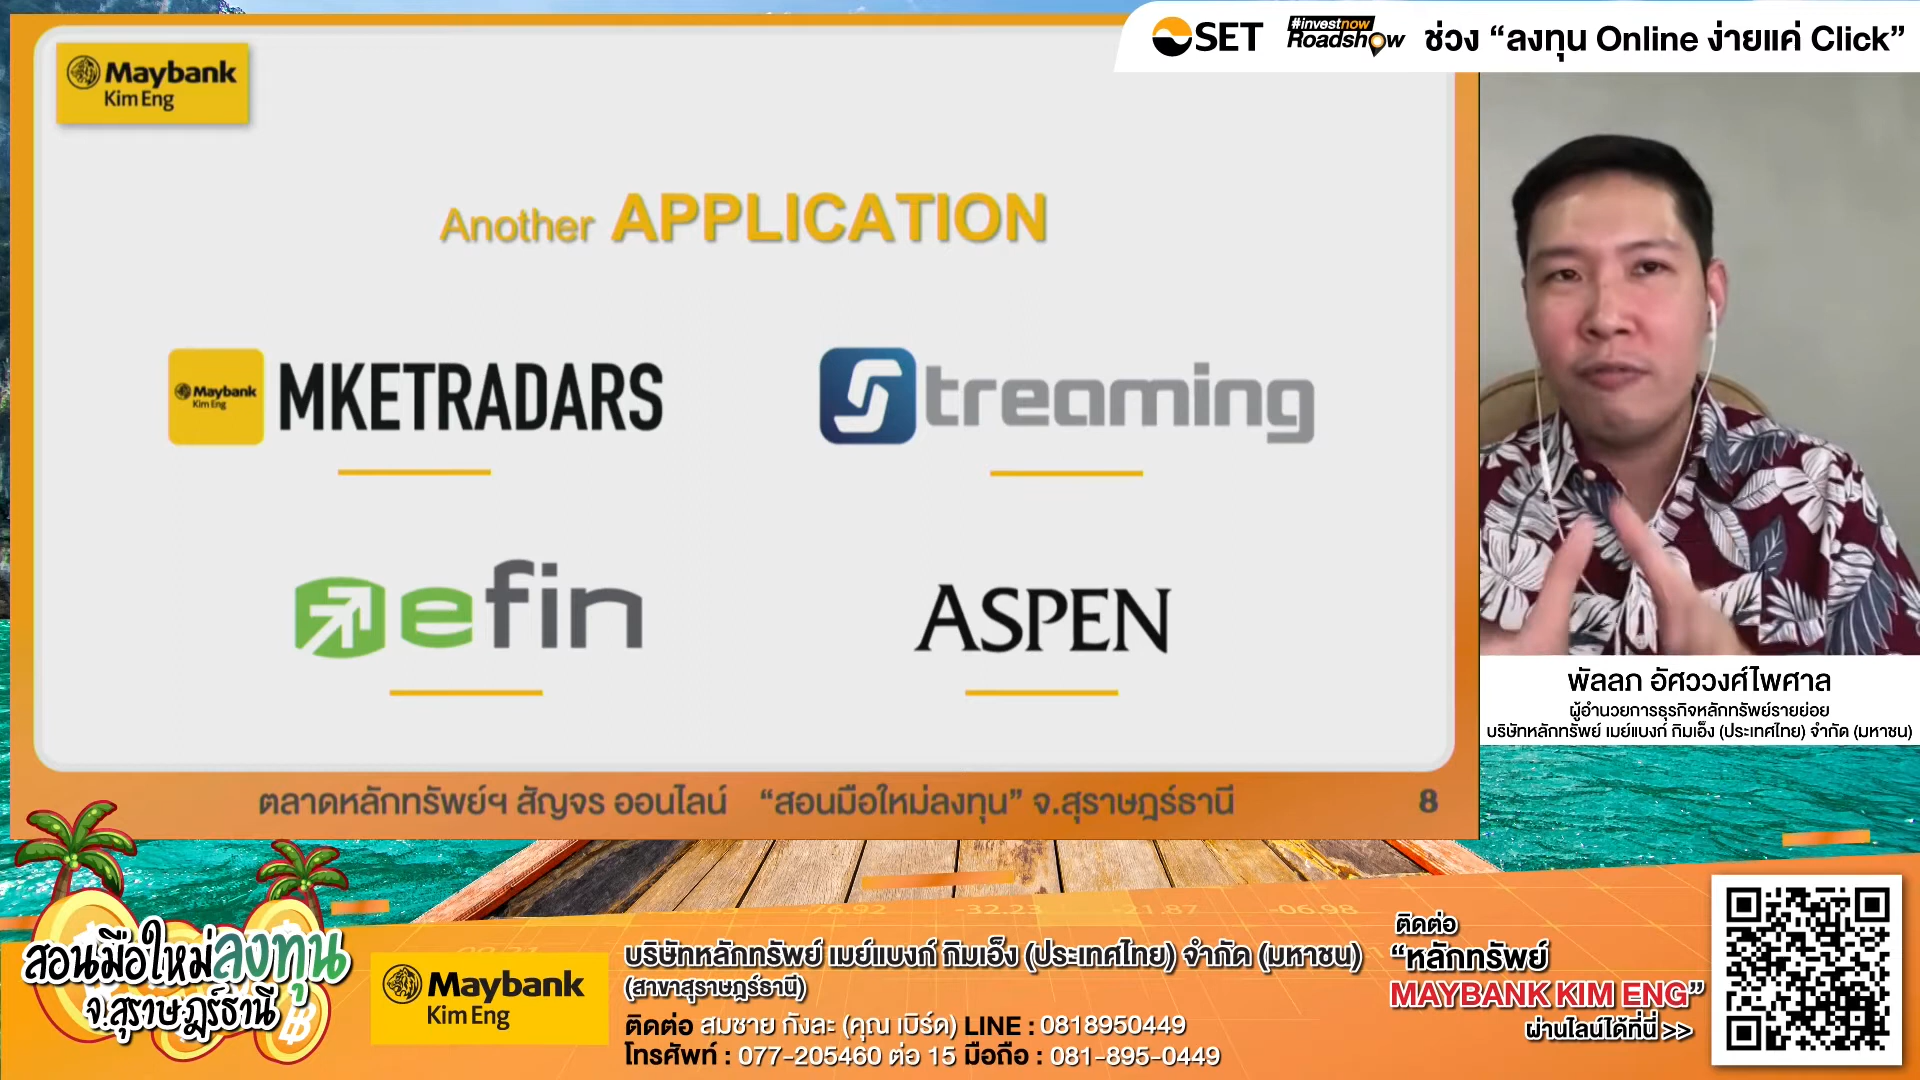 SET #investnow Roadshow ช่วง “ลงทุน Online ง่ายแค่ Click”
Maybank
Kim Eng
Another APPLICATION
Maybank
Kim Eng
MKETRADARS
Streaming
efin
ASPEN
พัลลภ อัศววงศ์ไพศาล
ผู้อำนวยการธุรกิจหลักทรัพย์รายย่อย
บริษัทหลักทรัพย์ เมย์แบงก์ กิมเอ็ง (ประเทศไทย) จำกัด (มหาชน)
ตลาดหลักทรัพย์ฯ สัญจร ออนไลน์ “สอนมือใหม่ลงทุน” จ.สุราษฎร์ธานี 8
-76.92 -32.23 -21.87 -06.98
สอนมือใหม่ลงทุน
จ.สุราษฎร์ธานี
Maybank
Kim Eng
บริษัทหลักทรัพย์ เมย์แบงก์ กิมเอ็ง (ประเทศไทย) จำกัด (มหาชน)
(สาขาสุราษฎร์ธานี)
ติดต่อ สมชาย กังละ (คุณ เบิร์ด) LINE : 0818950449
โทรศัพท์ : 077-205460 ต่อ 15 มือถือ : 081-895-0449
ติดต่อ
“หลักทรัพย์
MAYBANK KIM ENG”
ผ่านไลน์ได้ที่นี่ >>